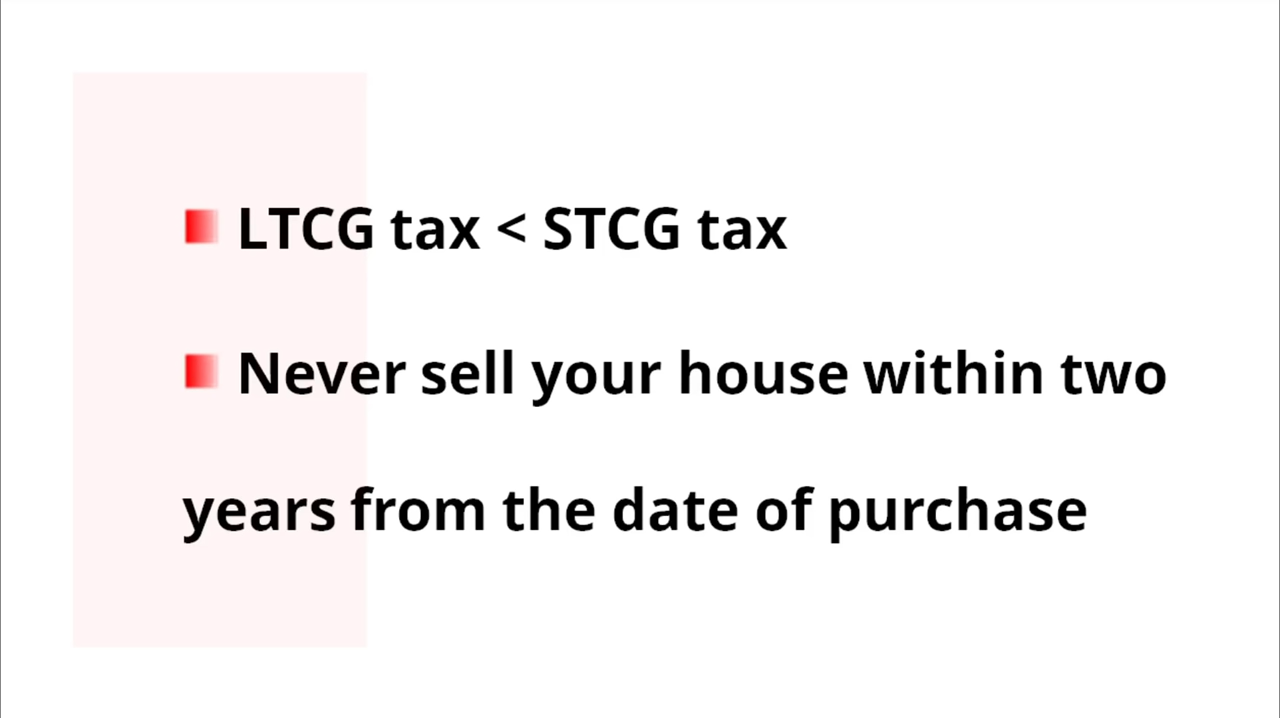 LTCG tax < STCG tax
Never sell your house within two
years from the date of purchase